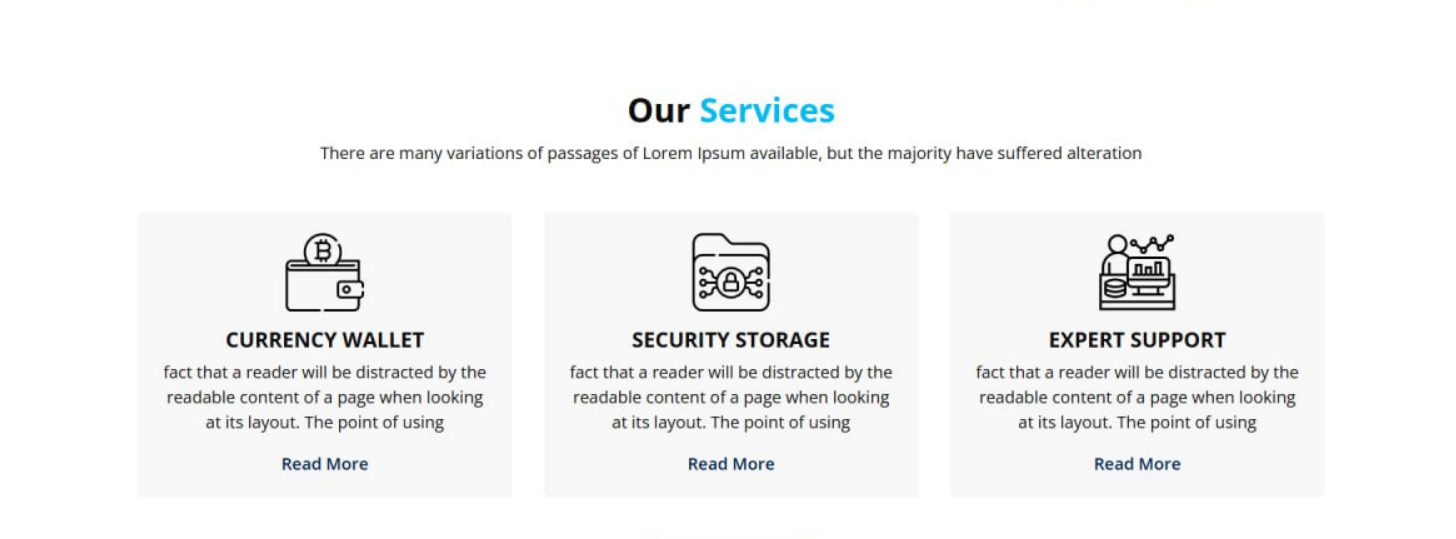 Our Services
There are many variations of passages of Lorem Ipsum available, but the majority have suffered alteration
CURRENCY WALLET
fact that a reader will be distracted by the
readable content of a page when looking
at its layout. The point of using
Read More
SECURITY STORAGE
fact that a reader will be distracted by the
readable content of a page when looking
at its layout. The point of using
Read More
EXPERT SUPPORT
fact that a reader will be distracted by the
readable content of a page when looking
at its layout. The point of using
Read More